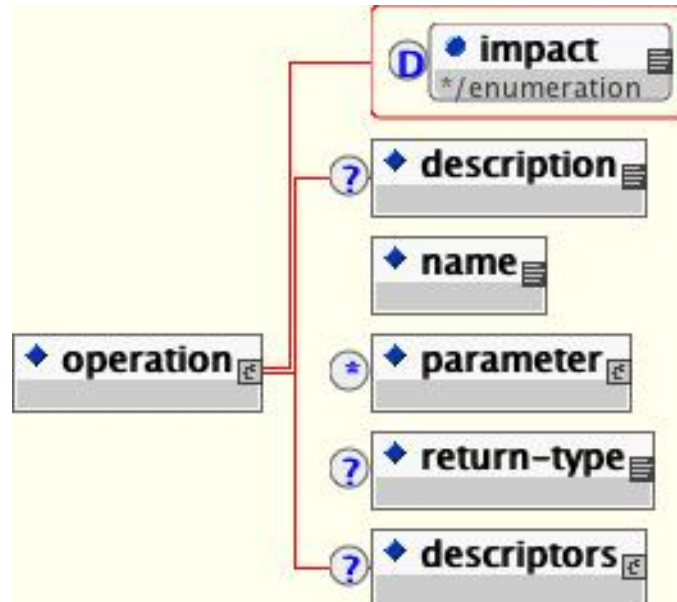 D
impact
*/enumeration
?
description
name
operation
*
parameter
?
return-type
?
descriptors